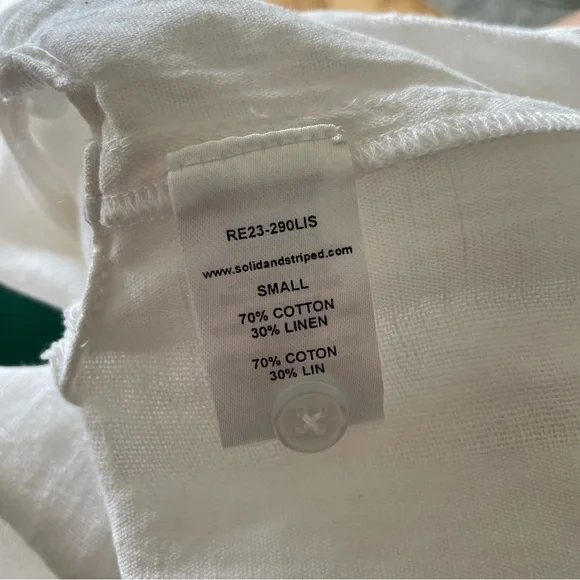 RE23-290LIS
www.solidandstriped.com
SMALL
70% COTTON
30% LINEN
70% COTON
30% LIN